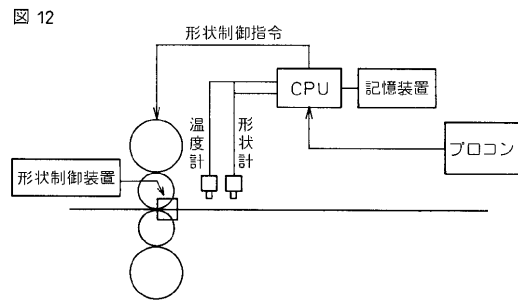 図 12
形状制御指令
CPU
記憶装置
温度計
形状計
プロコン
形状制御装置